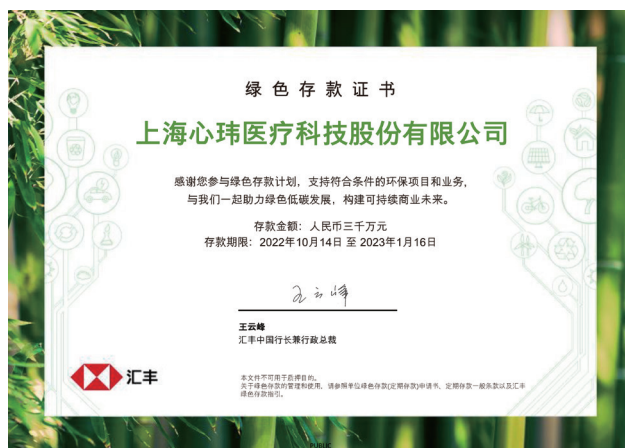 绿色存款证书
上海心玮医疗科技股份有限公司
感谢您参与绿色存款计划，支持符合条件的环保项目和业务，
与我们一起助力绿色低碳发展，构建可持续商业未来。
存款金额：人民币三千万元
存款期限：2022年10月14日 至 2023年1月16日
王云峰
王云峰
汇丰中国行长兼行政总裁
汇丰
本文件不可用于质押目的。
关于绿色存款的管理和使用，请参照单位绿色存款(定期存款)申请书、定期存款一般条款以及汇丰
绿色存款指引。
PUBLIC